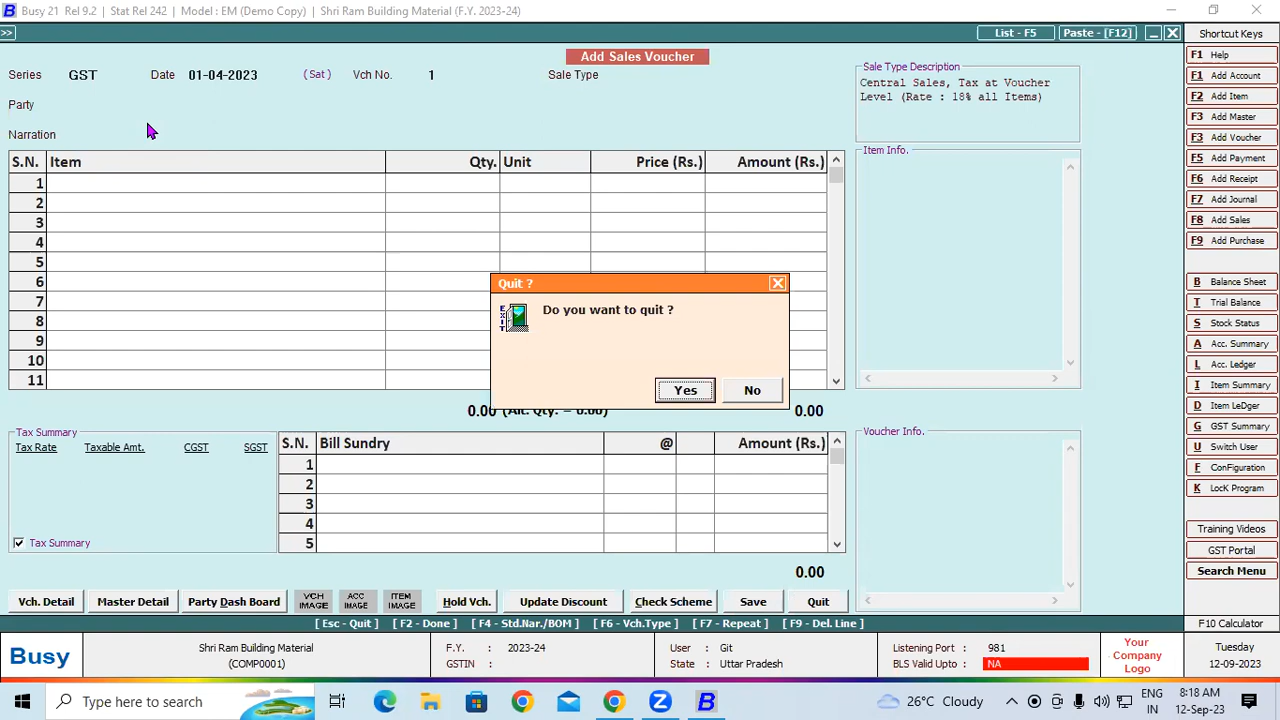 Busy 21 Rel 9.2 | Stat Rel 242 | Model : EM (Demo Copy) | Shri Ram Building Material (F.Y. 2023-24)
>> List - F5 Paste - [F12] Shortcut Keys
Add Sales Voucher
Series GST Date 01-04-2023 (Sat) Vch No. 1 Sale Type
Party
Narration
Sale Type Description
Central Sales, Tax at Voucher
Level (Rate : 18% all Items)
S.N. Item Qty. Unit Price (Rs.) Amount (Rs.)
1
2
3
4
5
6
7
8
9
10
11
Item Info.
Quit ?
Do you want to quit ?
Yes No
0.00 (Alt. Qty. = 0.00) 0.00
Tax Summary
Tax Rate Taxable Amt. CGST SGST
Tax Summary
S.N. Bill Sundry @ Amount (Rs.)
1
2
3
4
5
0.00
Voucher Info.
Vch. Detail Master Detail Party Dash Board VCH IMAGE ACC IMAGE ITEM IMAGE Hold Vch. Update Discount Check Scheme Save Quit
[ Esc - Quit ] [ F2 - Done ] [ F4 - Std.Nar./BOM ] [ F6 - Vch.Type ] [ F7 - Repeat ] [ F9 - Del. Line ]
F1 Help
F1 Add Account
F2 Add Item
F3 Add Master
F3 Add Voucher
F5 Add Payment
F6 Add Receipt
F7 Add Journal
F8 Add Sales
F9 Add Purchase
B Balance Sheet
T Trial Balance
S Stock Status
A Acc. Summary
L Acc. Ledger
I Item Summary
D Item LeDger
G GST Summary
U Switch User
F ConFiguration
K LocK Program
Training Videos
GST Portal
Search Menu
F10 Calculator
Busy
Shri Ram Building Material
(COMP0001)
F.Y. : 2023-24
GSTIN :
User : Git
State : Uttar Pradesh
Listening Port : 981
BLS Valid Upto : NA
Your
Company
Logo
Tuesday
12-09-2023
Type here to search
26°C Cloudy
ENG
IN
8:18 AM
12-Sep-23